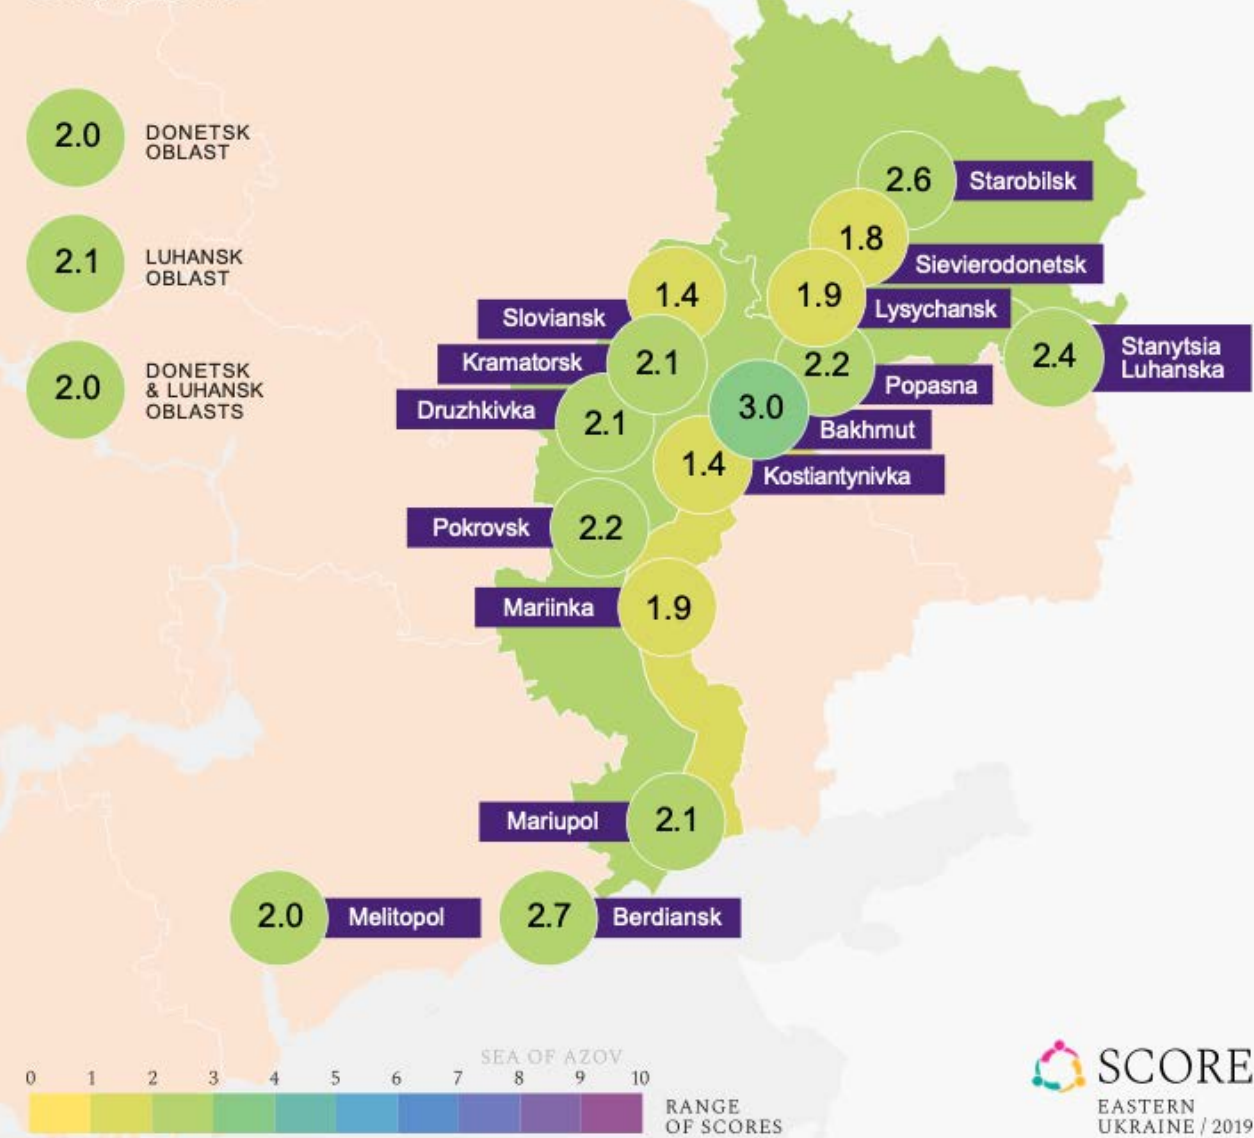 2.0
DONETSK
OBLAST
2.1
LUHANSK
OBLAST
2.0
DONETSK
& LUHANSK
OBLASTS
2.6
Starobilsk
1.8
Sievierodonetsk
1.4
Sloviansk
1.9
Lysychansk
2.4
Stanytsia
Luhanska
2.1
Kramatorsk
2.2
Popasna
2.1
Druzhkivka
3.0
Bakhmut
1.4
Kostiantynivka
Pokrovsk
2.2
Mariinka
1.9
Mariupol
2.1
2.0
Melitopol
2.7
Berdiansk
SEA OF AZOV
0 1 2 3 4 5 6 7 8 9 10
RANGE
OF SCORES
SCORE
EASTERN
UKRAINE / 2019